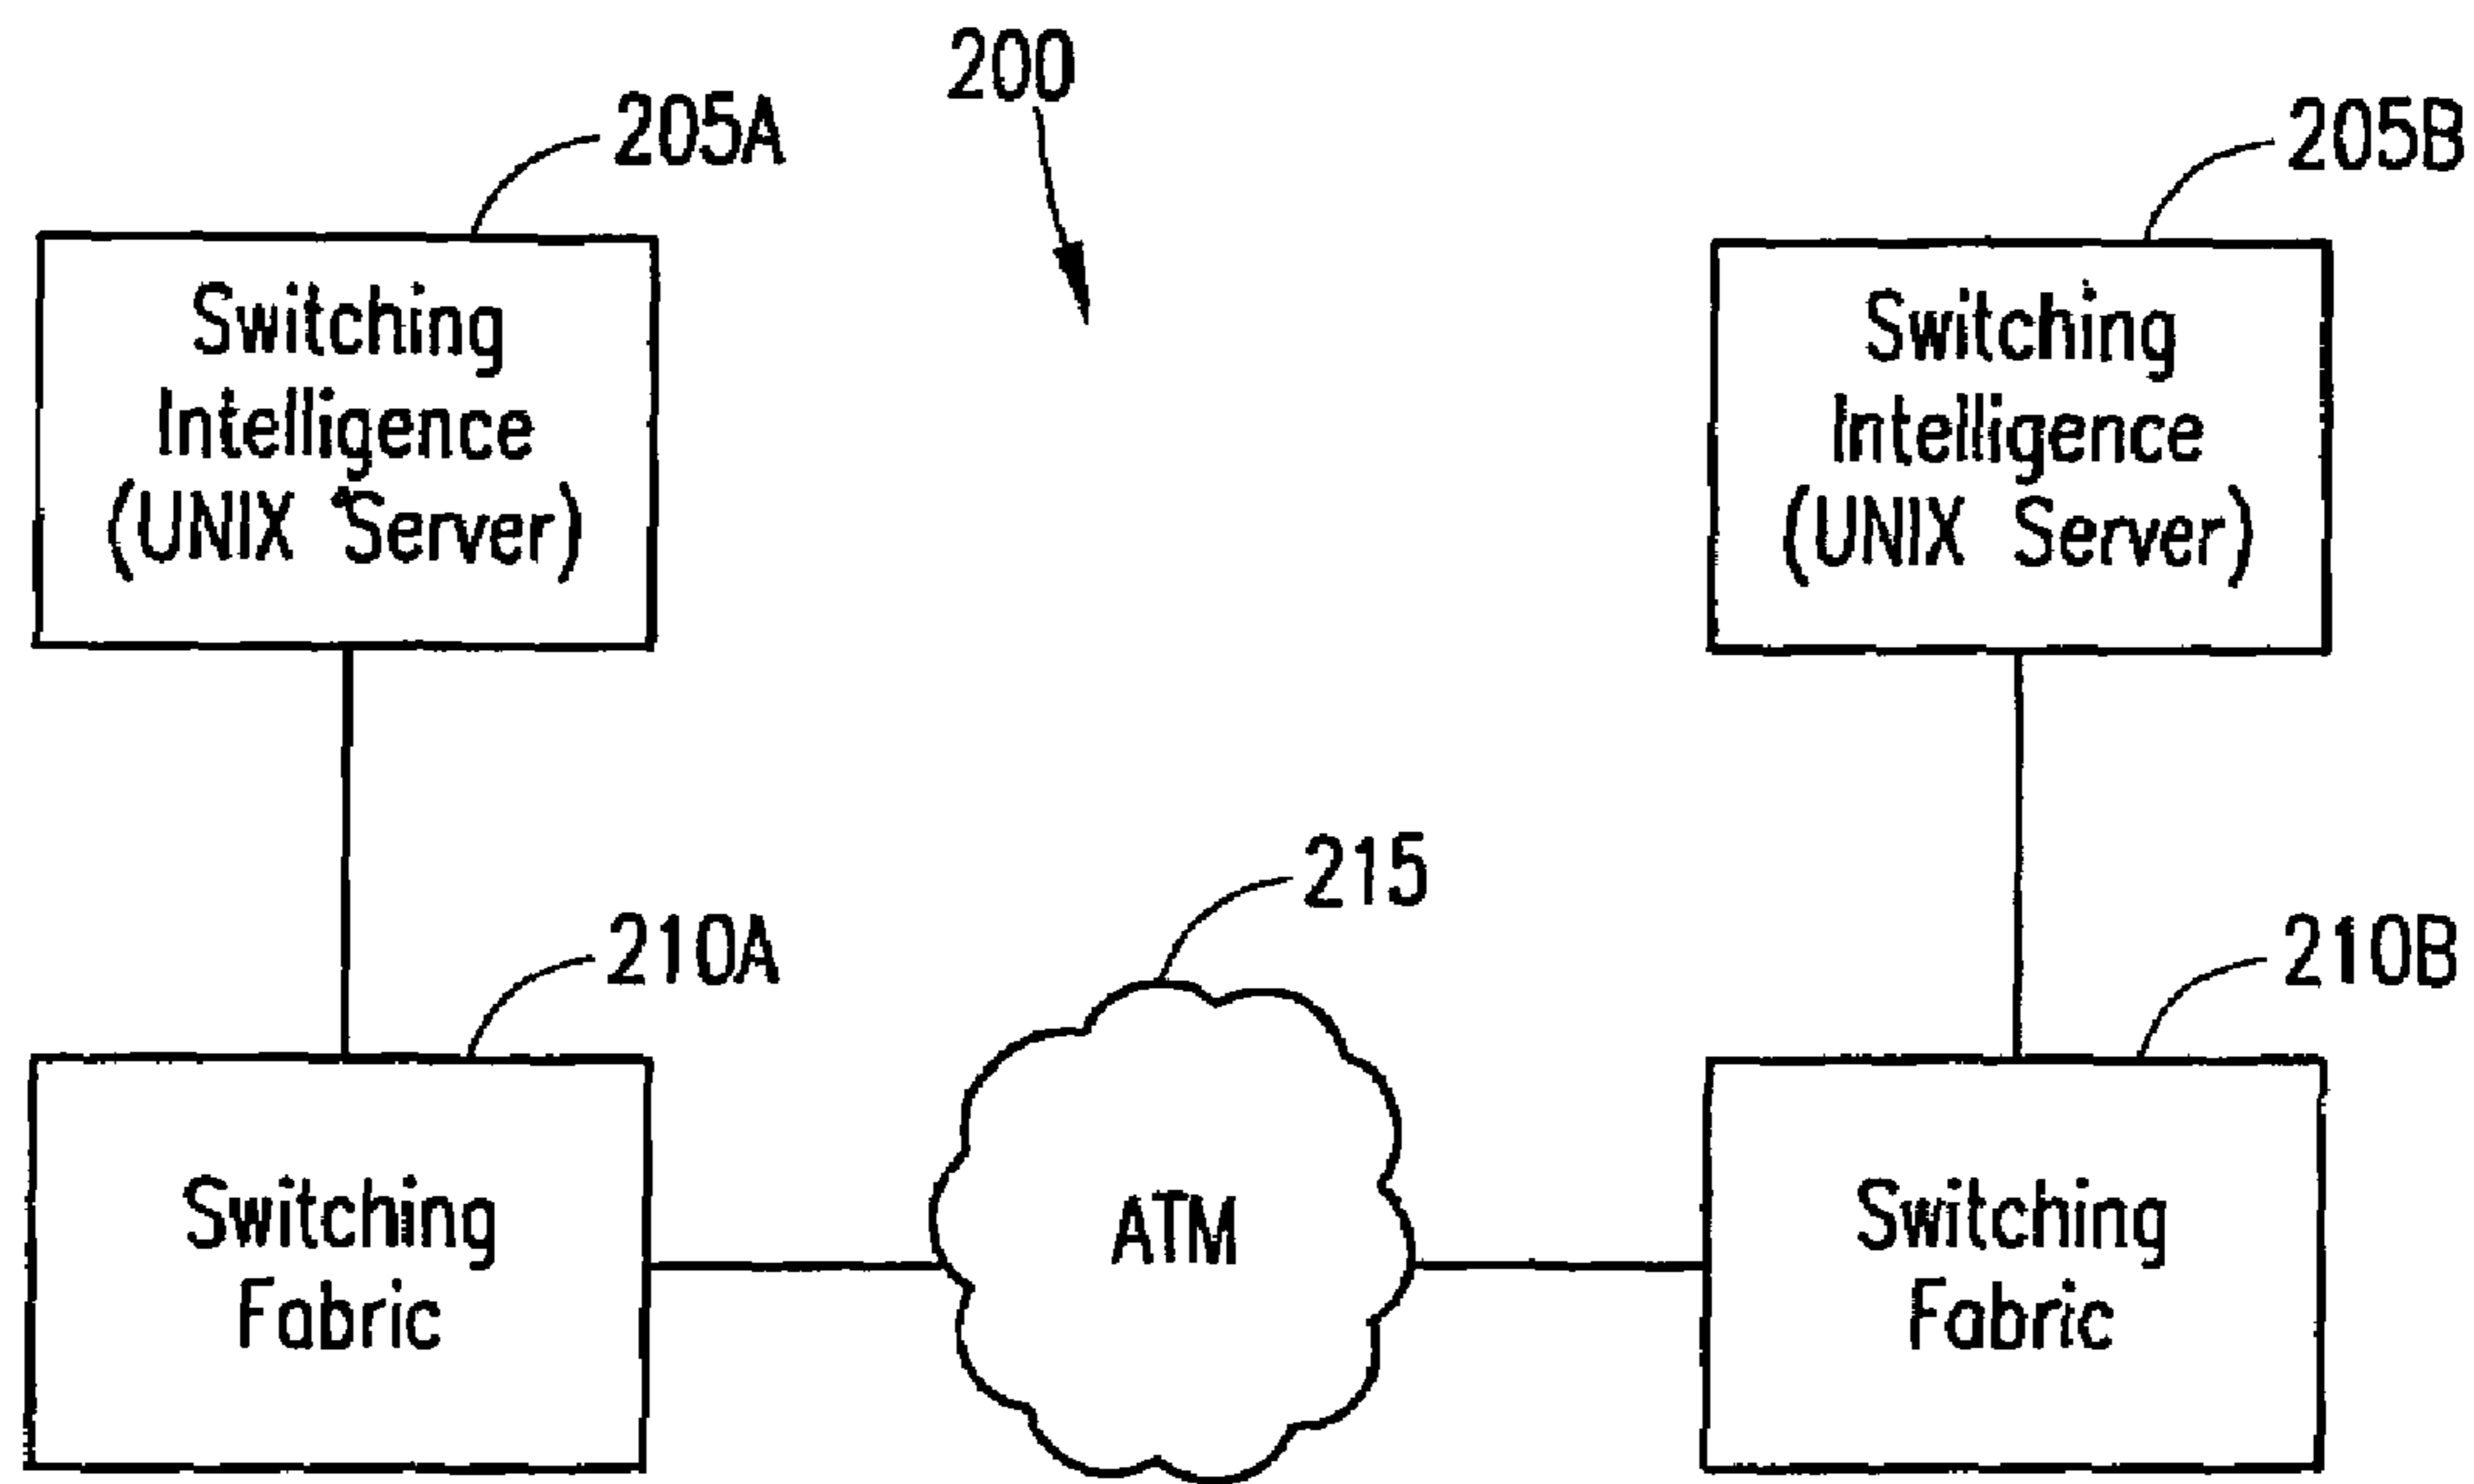 200
205A
205B
Switching
Intelligence
(UNIX Server)
Switching
Intelligence
(UNIX Server)
215
210A
210B
Switching
Fabric
ATM
Switching
Fabric